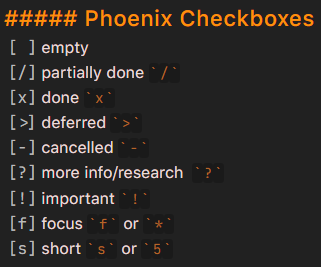 ##### Phoenix Checkboxes
[ ] empty
[/] partially done `/`
[x] done `x`
[>] deferred `>`
[-] cancelled `-`
[?] more info/research `?`
[!] important `!`
[f] focus `f` or `*`
[s] short `s` or `5`